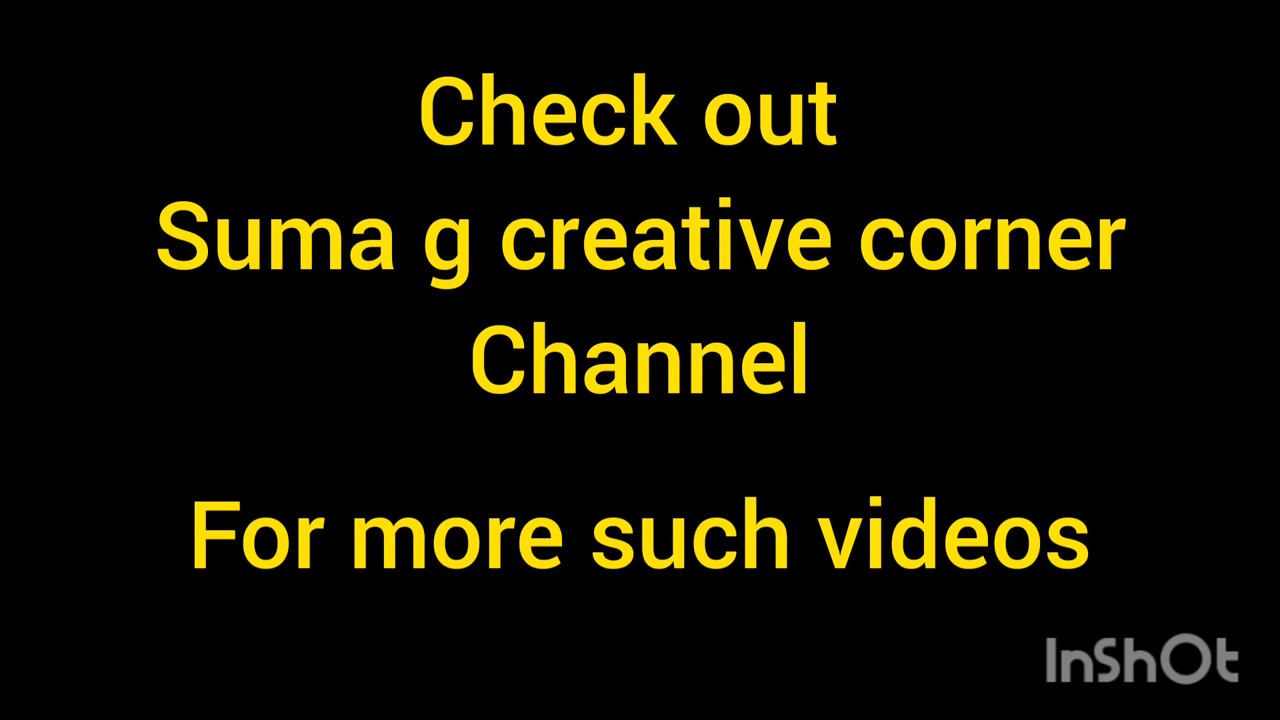 Check out
Suma g creative corner
Channel
For more such videos
InShOt